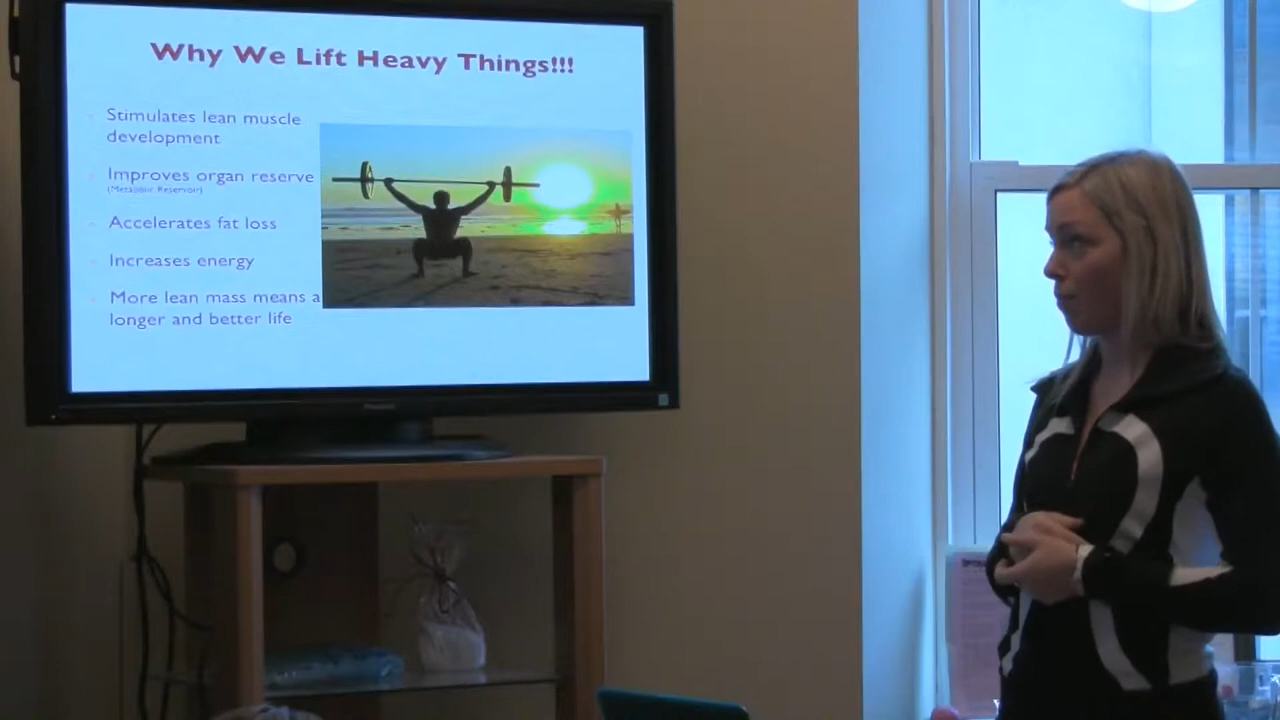 Why We Lift Heavy Things!!!
Stimulates lean muscle
development
Improves organ reserve
(Metabolic Reservoir)
Accelerates fat loss
Increases energy
More lean mass means a
longer and better life
Panasonic